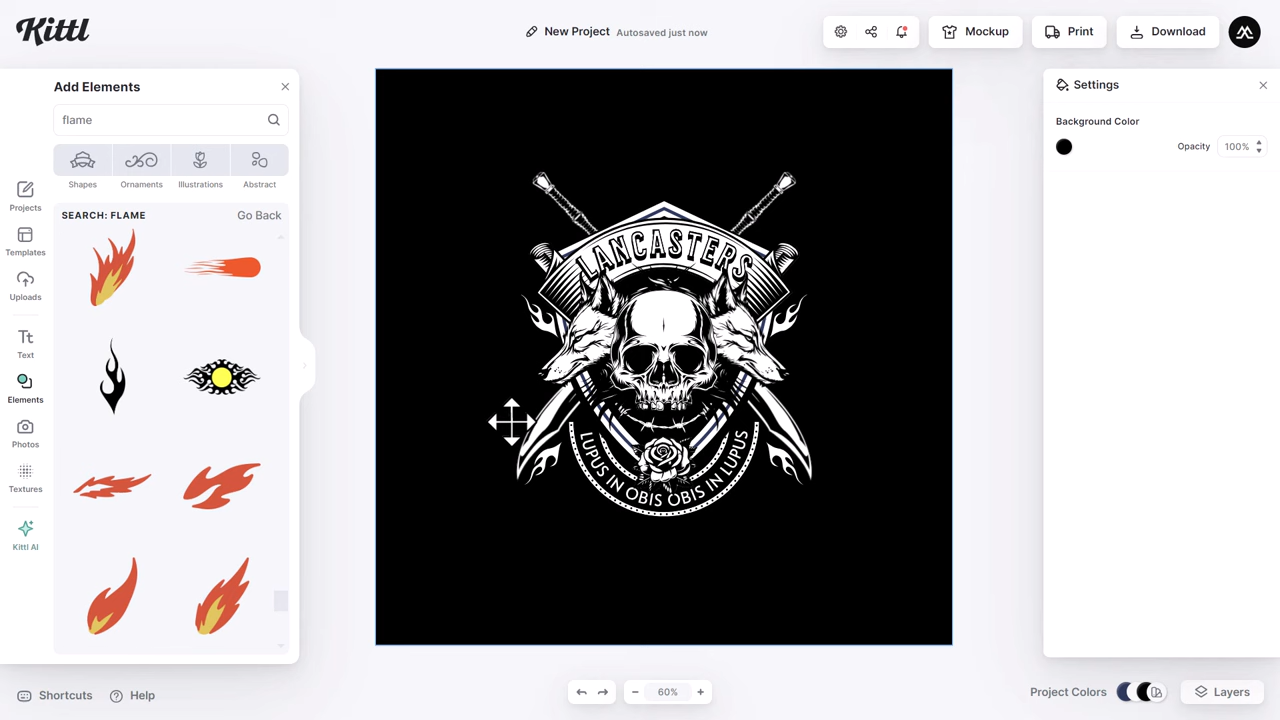 Kittl
New Project Autosaved just now
Mockup
Print
Download
Add Elements
flame
Shapes
Ornaments
Illustrations
Abstract
SEARCH: FLAME
Go Back
Projects
Templates
Uploads
Text
Elements
Photos
Textures
Kittl AI
LANCASTERS
LUPUS IN OBIS OBIS IN LUPUS
Settings
Background Color
Opacity 100%
Shortcuts
Help
60%
Project Colors
Layers